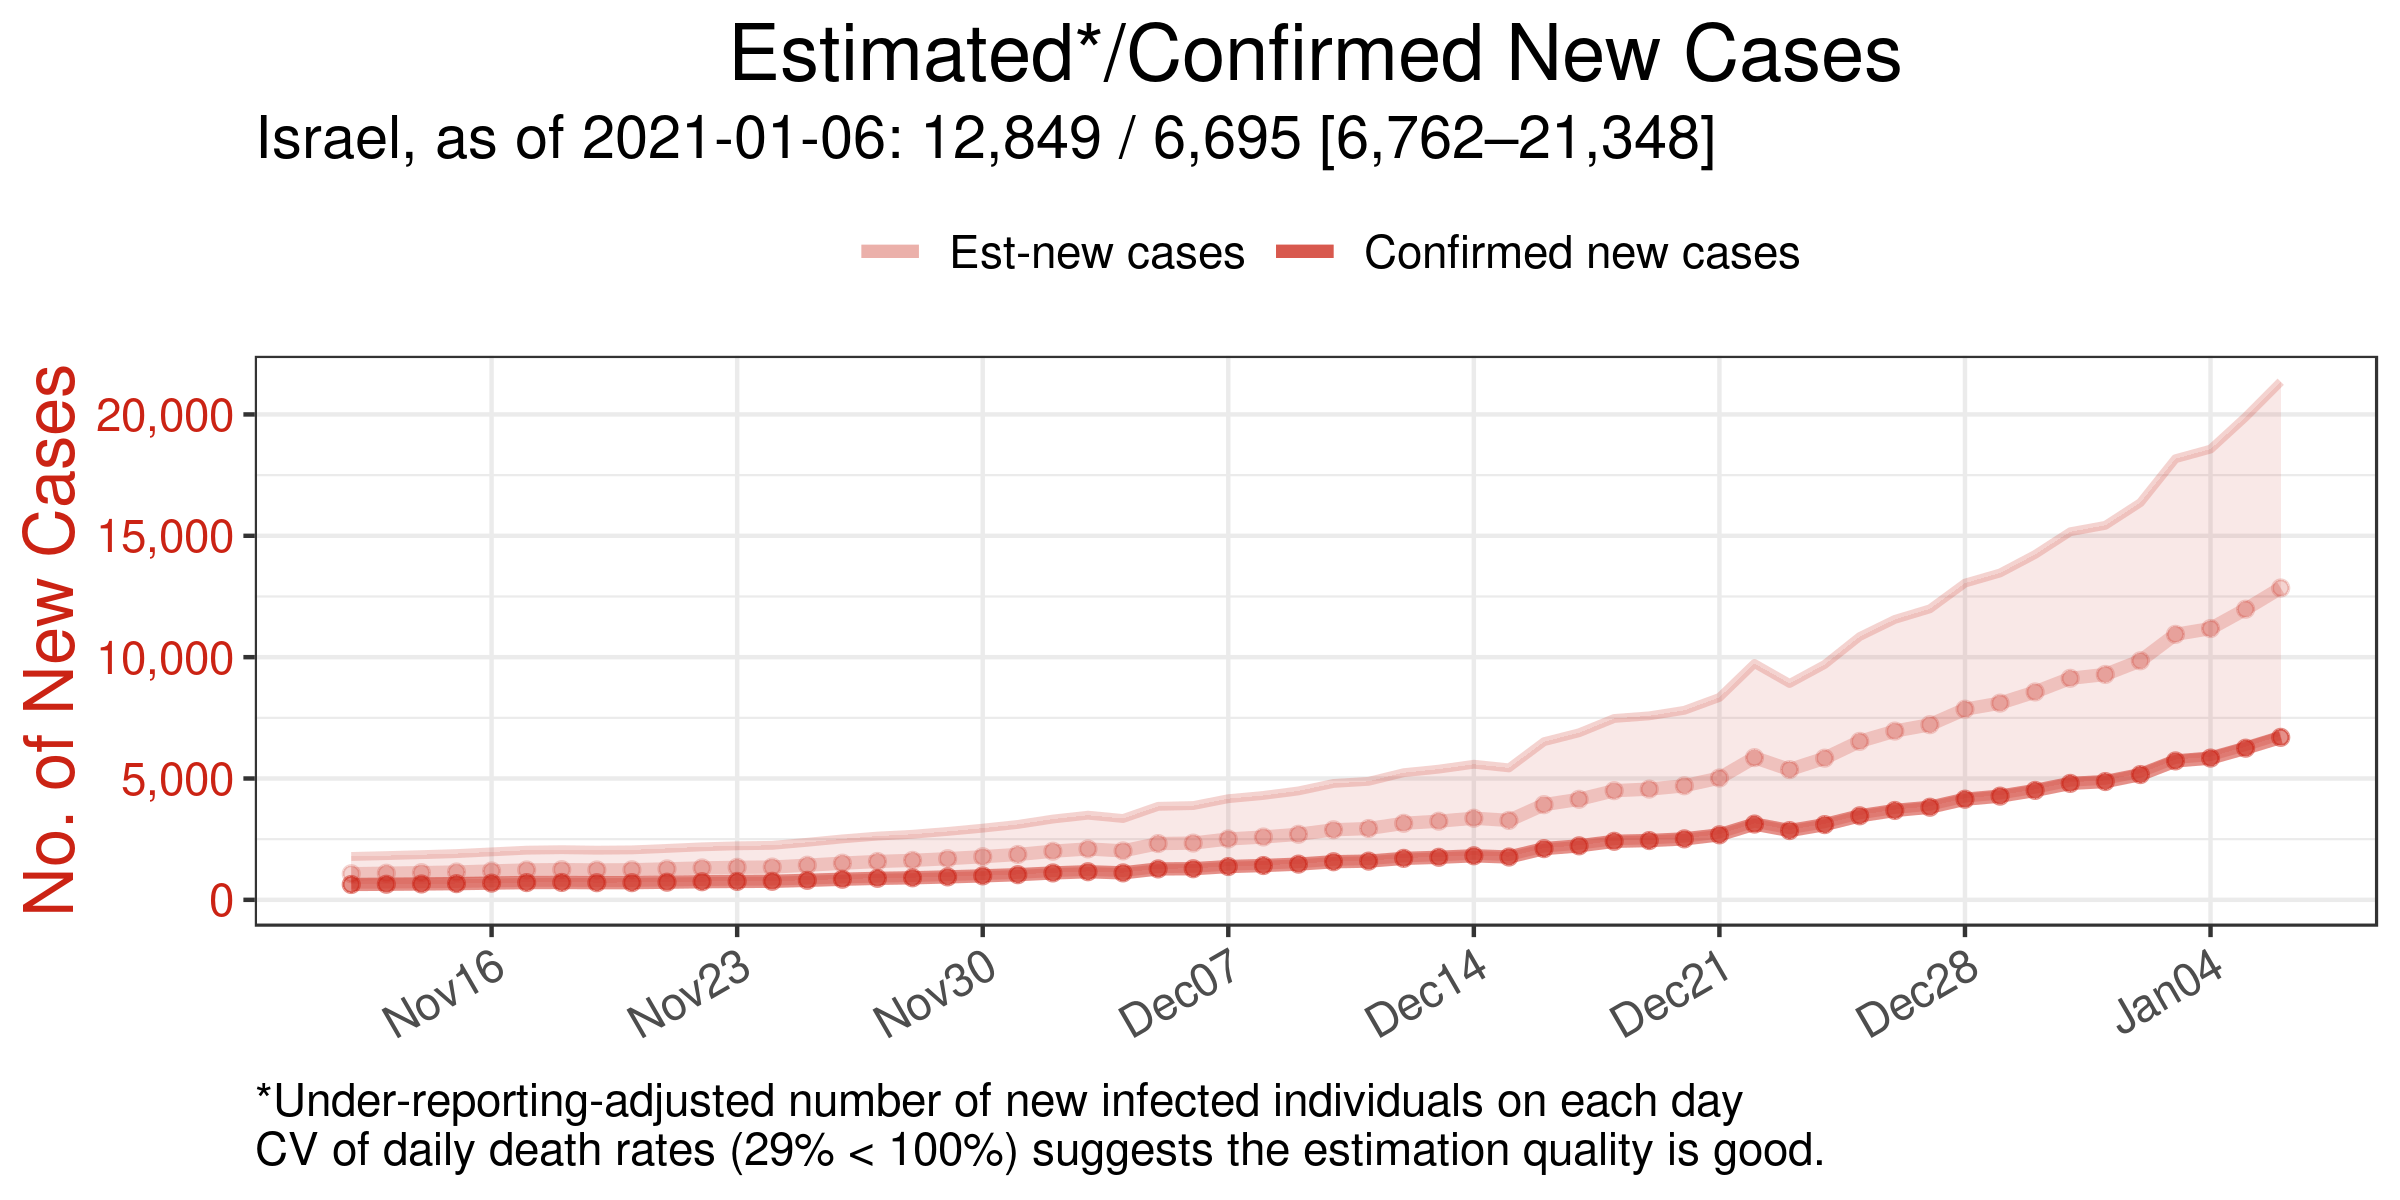 Estimated*/Confirmed New Cases
Israel, as of 2021-01-06: 12,849 / 6,695 [6,762–21,348]
Est-new cases
Confirmed new cases
No. of New Cases
20,000
15,000
10,000
5,000
0
Nov16
Nov23
Nov30
Dec07
Dec14
Dec21
Dec28
Jan04
*Under-reporting-adjusted number of new infected individuals on each day
CV of daily death rates (29% < 100%) suggests the estimation quality is good.